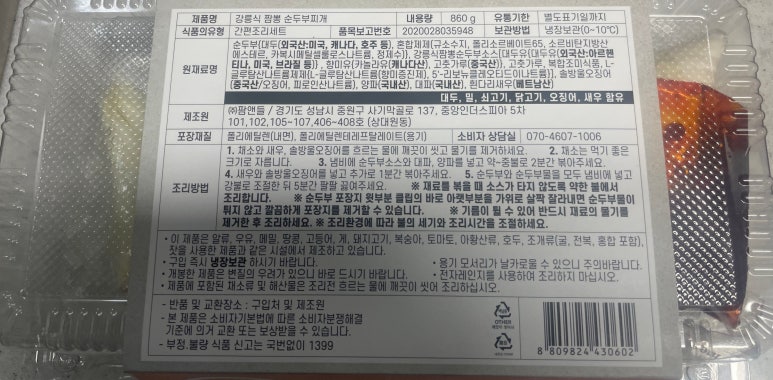 제품명 강릉식 짬뽕 순두부찌개 내용량 860 g 유통기한 별도표기일까지
식품의유형 간편조리세트 품목보고번호 2020028035948 보관방법 냉장보관(0~10℃)
원재료명
순두부{대두(외국산:미국, 캐나다, 호주 등), 혼합제제[규소수지, 폴리소르베이트65, 소르비탄지방산
에스테르, 카복시메틸셀룰로스나트륨, 정제수]}, 강릉식짬뽕순두부소스{대두유{대두(외국산:아르헨
티나, 미국, 브라질 등)}, 향미유(카놀라유(캐나다산), 고춧가루(중국산)}, 고춧가루, 복합조미식품, L-
글루탐산나트륨제제[L-글루탐산나트륨(향미증진제), 5'-리보뉴클레오티드이나트륨]}, 솔방울오징어
(중국산/오징어, 피로인산나트륨), 양파(국내산), 대파(국내산), 흰다리새우(베트남산)
대두, 밀, 쇠고기, 닭고기, 오징어, 새우 함유
제조원
㈜팜앤들 / 경기도 성남시 중원구 사기막골로 137, 중앙인더스피아 5차
101,102,105~107,406~408호 (상대원동)
포장재질 폴리에틸렌(내면), 폴리에틸렌테레프탈레이트(용기) 소비자 상담실 070-4607-1006
조리방법
1. 채소와 새우, 솔방울오징어를 흐르는 물에 깨끗이 씻고 물기를 제거하세요. 2. 채소는 먹기 좋은
크기로 자릅니다. 3. 냄비에 순두부소스와 대파, 양파를 넣고 약~중불로 2분간 볶아주세요.
4. 새우와 솔방울오징어를 넣고 추가로 1분간 볶아주세요. 5. 순두부와 순두부물을 모두 냄비에 넣고
강불로 조절한 뒤 5분간 팔팔 끓여주세요. ※ 재료를 볶을 때 소스가 타지 않도록 약한 불에서
조리합니다. ※ 순두부 포장지 윗부분 클립의 바로 아랫부분을 가위로 살짝 잘라내면 순두부물이
튀지 않고 깔끔하게 포장지를 제거할 수 있습니다. ※ 기름이 튈 수 있어 반드시 재료의 물기를
제거한 후 조리하세요. ※ 조리환경에 따라 불의 세기와 조리시간을 조절하세요.
• 이 제품은 알류, 우유, 메밀, 땅콩, 고등어, 게, 돼지고기, 복숭아, 토마토, 아황산류, 호두, 조개류(굴, 전복, 홍합 포함),
잣을 사용한 제품과 같은 시설에서 제조하고 있습니다.
• 구입 즉시 냉장보관 하시기 바랍니다. • 용기 모서리가 날카로울 수 있으니 주의바랍니다.
• 개봉한 제품은 변질의 우려가 있으니 바로 드시기 바랍니다. • 전자레인지를 사용하여 조리하지 마십시오.
• 제품에 포함된 채소류 및 해산물은 조리전 흐르는 물에 깨끗이 씻어 조리하십시오.
- 반품 및 교환장소 : 구입처 및 제조원
- 본 제품은 소비자기본법에 따른 소비자분쟁해결
기준에 의거 교환 또는 보상받을 수 있습니다.
- 부정.불량 식품 신고는 국번없이 1399
OTHER
8 809824 430602